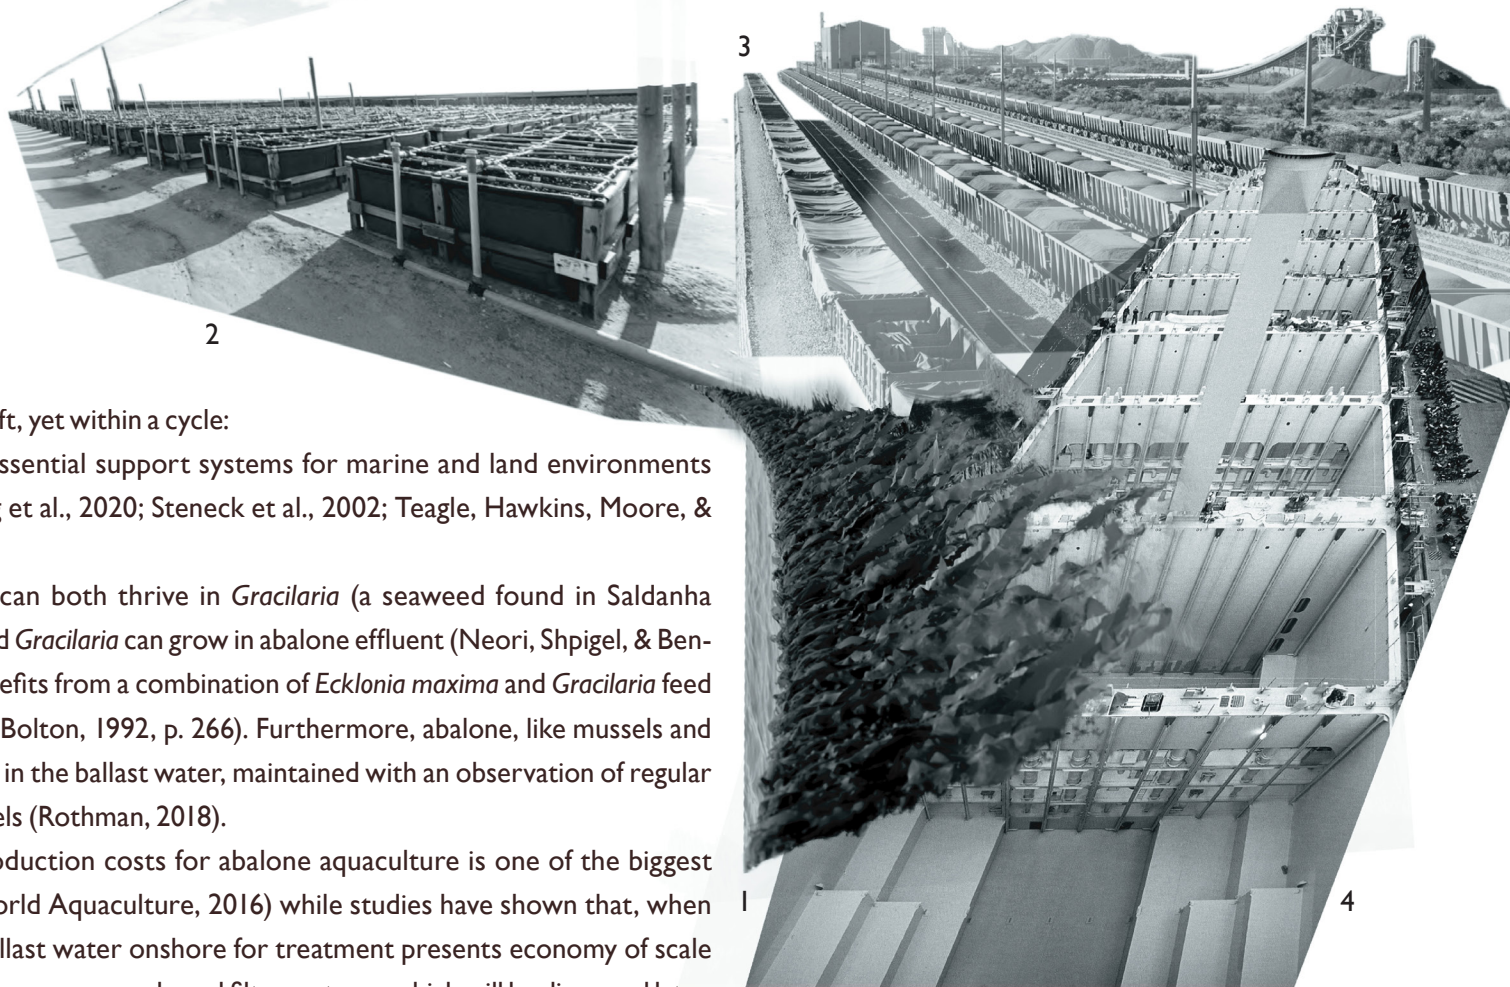 3
2
ft, yet within a cycle:
ssential support systems for marine and land environments
g et al., 2020; Steneck et al., 2002; Teagle, Hawkins, Moore, &
can both thrive in Gracilaria (a seaweed found in Saldanha
d Gracilaria can grow in abalone effluent (Neori, Shpigel, & Ben-
efits from a combination of Ecklonia maxima and Gracilaria feed
Bolton, 1992, p. 266). Furthermore, abalone, like mussels and
in the ballast water, maintained with an observation of regular
els (Rothman, 2018).
oduction costs for abalone aquaculture is one of the biggest
orld Aquaculture, 2016) while studies have shown that, when
allast water onshore for treatment presents economy of scale
1
4